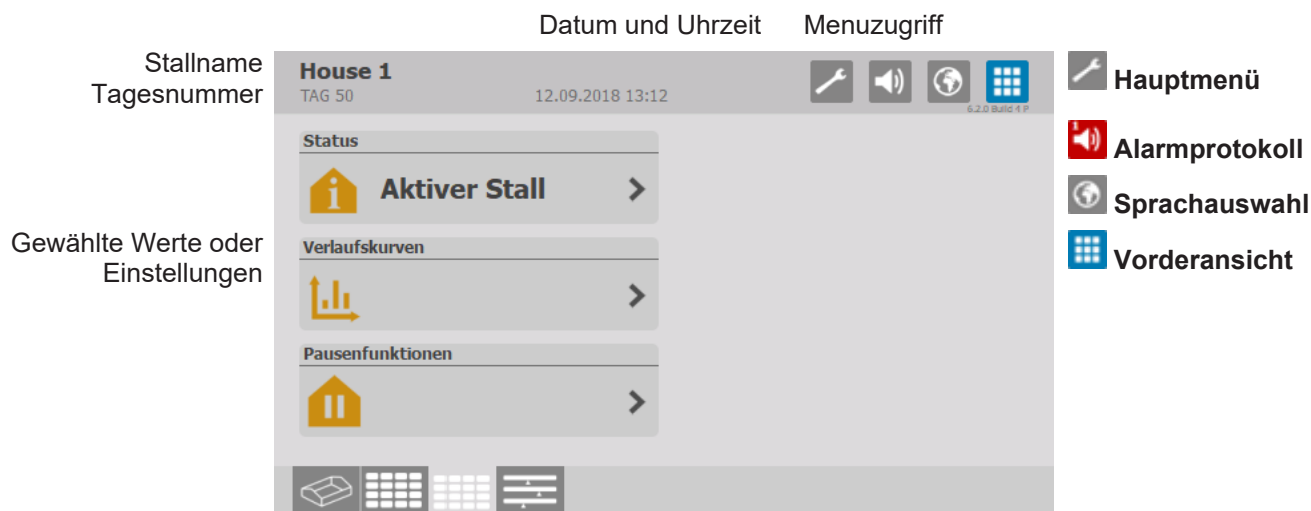 Datum und Uhrzeit Menuzugriff
Stallname
Tagesnummer
House 1
TAG 50
12.09.2018 13:12
6.2.0 Build 4 P
Hauptmenü
1
Alarmprotokoll
Sprachauswahl
Vorderansicht
Gewählte Werte oder
Einstellungen
Status
Aktiver Stall
Verlaufskurven
Pausenfunktionen